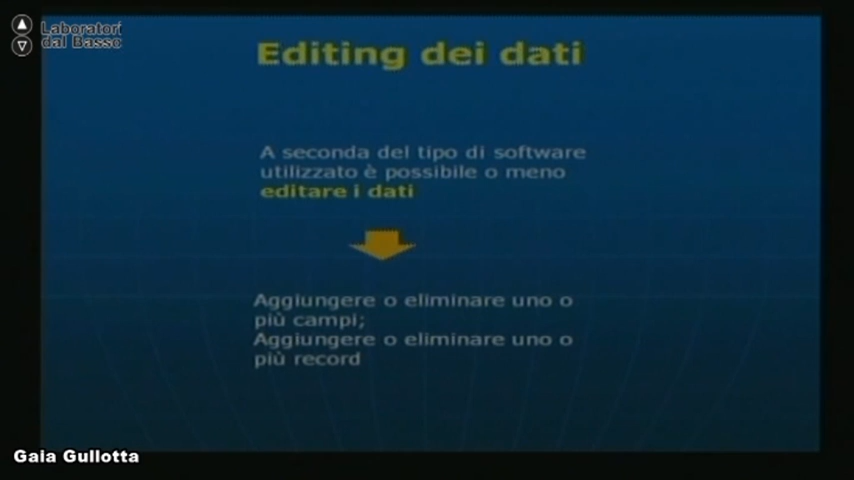 Laboratori
dal Basso
Editing dei dati
A seconda del tipo di software
utilizzato è possibile o meno
editare i dati
Aggiungere o eliminare uno o
più campi;
Aggiungere o eliminare uno o
più record
Gaia Gullotta